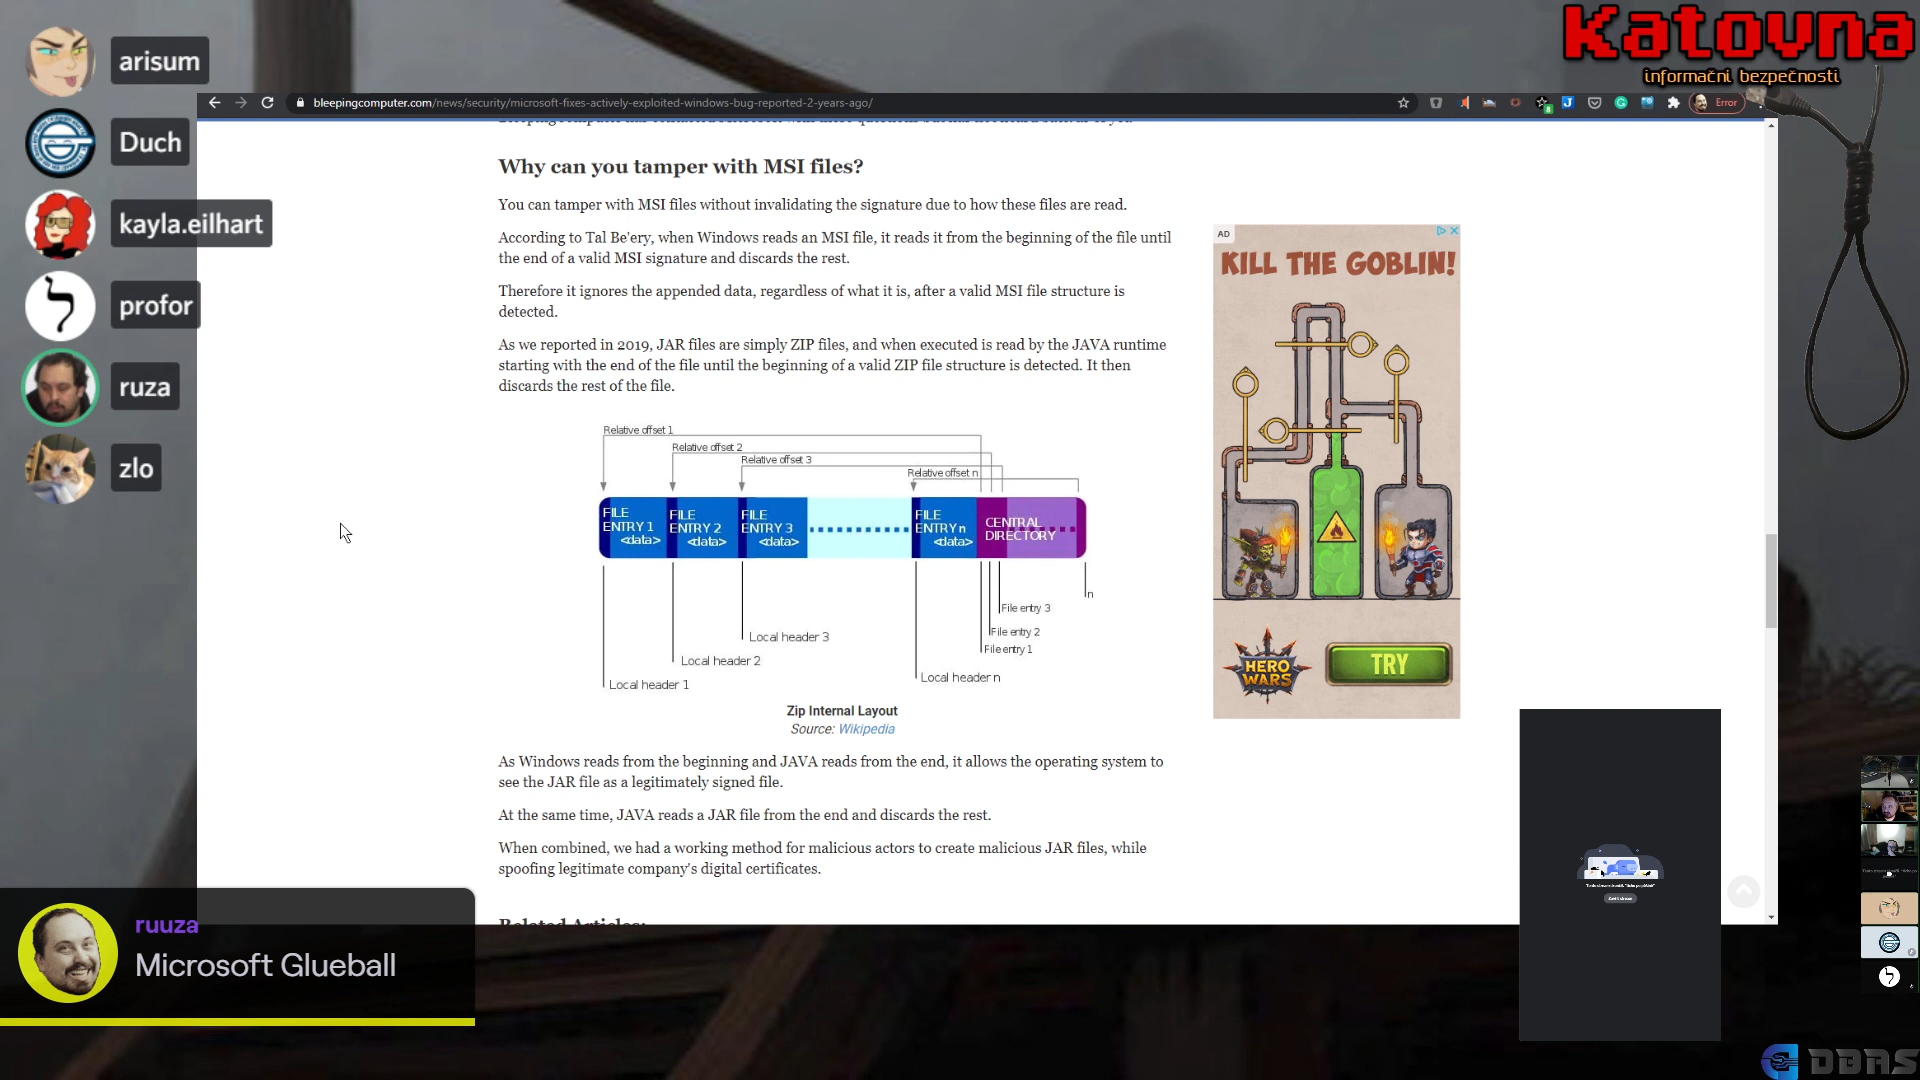 Katovna
informační bezpečnosti
arisum
Duch
kayla.eilhart
profor
ruza
zlo
bleepingcomputer.com/news/security/microsoft-fixes-actively-exploited-windows-bug-reported-2-years-ago/
Error
Why can you tamper with MSI files?
You can tamper with MSI files without invalidating the signature due to how these files are read.
According to Tal Be'ery, when Windows reads an MSI file, it reads it from the beginning of the file until
the end of a valid MSI signature and discards the rest.
Therefore it ignores the appended data, regardless of what it is, after a valid MSI file structure is
detected.
As we reported in 2019, JAR files are simply ZIP files, and when executed is read by the JAVA runtime
starting with the end of the file until the beginning of a valid ZIP file structure is detected. It then
discards the rest of the file.
Relative offset 1
Relative offset 2
Relative offset 3
Relative offset n
FILE
ENTRY 1
<data>
FILE
ENTRY 2
<data>
FILE
ENTRY 3
<data>
FILE
ENTRY n
<data>
CENTRAL
DIRECTORY
n
File entry 3
File entry 2
File entry 1
Local header 3
Local header 2
Local header n
Local header 1
Zip Internal Layout
Source: Wikipedia
As Windows reads from the beginning and JAVA reads from the end, it allows the operating system to
see the JAR file as a legitimately signed file.
At the same time, JAVA reads a JAR file from the end and discards the rest.
When combined, we had a working method for malicious actors to create malicious JAR files, while
spoofing legitimate company's digital certificates.
Related Articles:
AD
KILL THE GOBLIN!
HERO
WARS
TRY
ruuza
Microsoft Glueball
DBAS